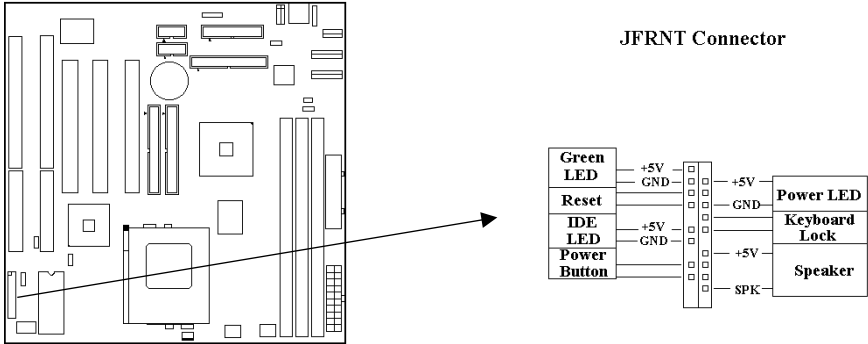 JFRNT Connector
Green
LED
+5V
GND
Reset
IDE
LED
+5V
GND
Power
Button
+5V
GND
Power LED
Keyboard
Lock
+5V
SPK
Speaker